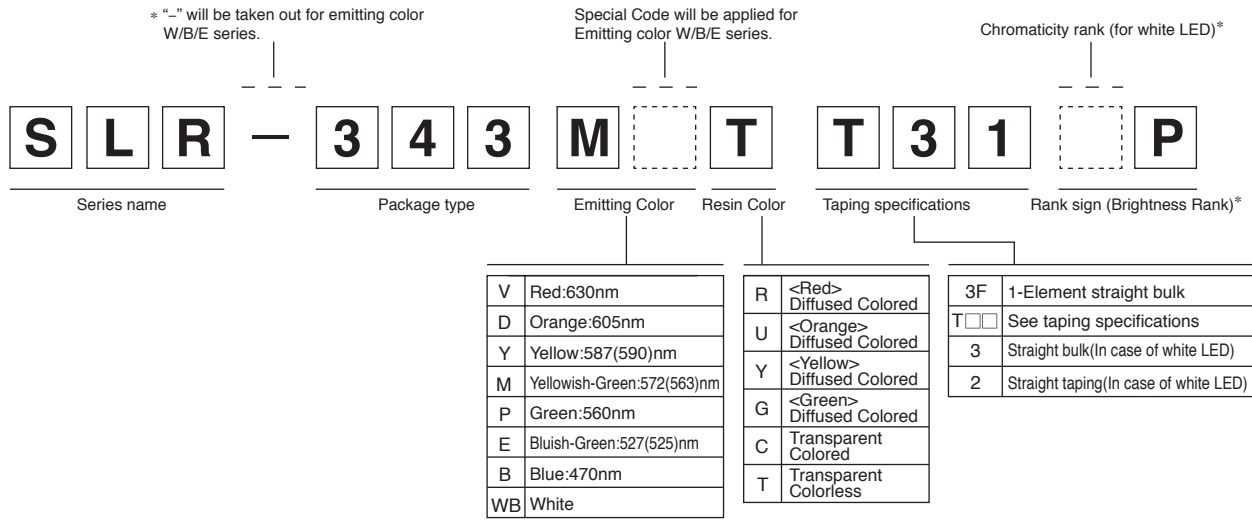 * “–” will be taken out for emitting color
W/B/E series.
Special Code will be applied for
Emitting color W/B/E series.
Chromaticity rank (for white LED)*
S L R – 3 4 3 M T T 3 1 P
Series name
Package type
Emitting Color
Resin Color
Taping specifications
Rank sign (Brightness Rank)*
V Red:630nm
D Orange:605nm
Y Yellow:587(590)nm
M Yellowish-Green:572(563)nm
P Green:560nm
E Bluish-Green:527(525)nm
B Blue:470nm
WB White
R <Red>
Diffused Colored
U <Orange>
Diffused Colored
Y <Yellow>
Diffused Colored
G <Green>
Diffused Colored
C Transparent
Colored
T Transparent
Colorless
3F 1-Element straight bulk
T□□ See taping specifications
3 Straight bulk(In case of white LED)
2 Straight taping(In case of white LED)